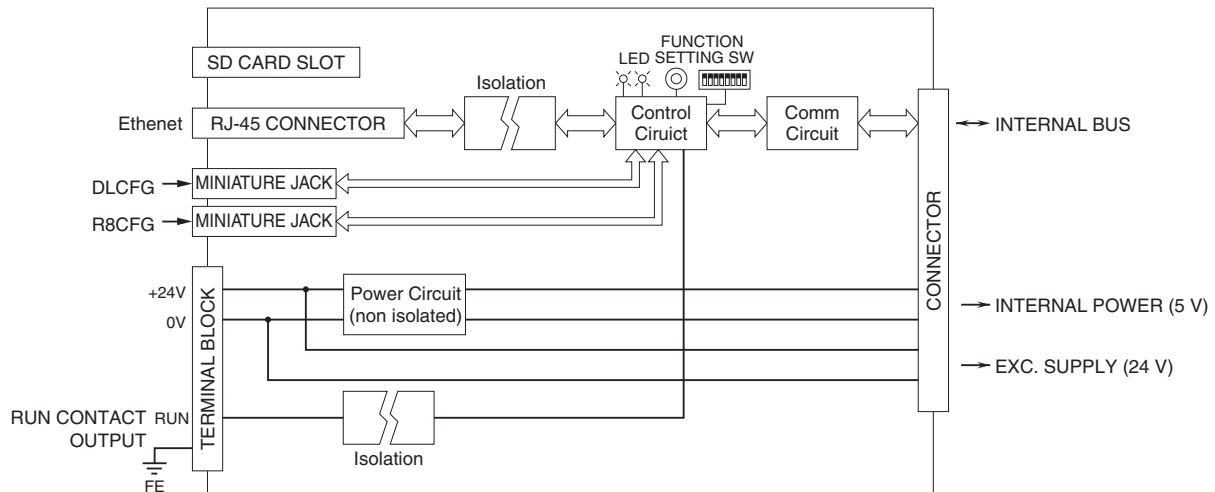 SD CARD SLOT
LED
FUNCTION
SETTING SW
Isolation
Ethenet
RJ-45 CONNECTOR
Control
Ciruict
Comm
Circuit
INTERNAL BUS
DLCFG
MINIATURE JACK
R8CFG
MINIATURE JACK
CONNECTOR
TERMINAL BLOCK
+24V
0V
Power Circuit
(non isolated)
INTERNAL POWER (5 V)
EXC. SUPPLY (24 V)
RUN CONTACT
OUTPUT
RUN
Isolation
FE